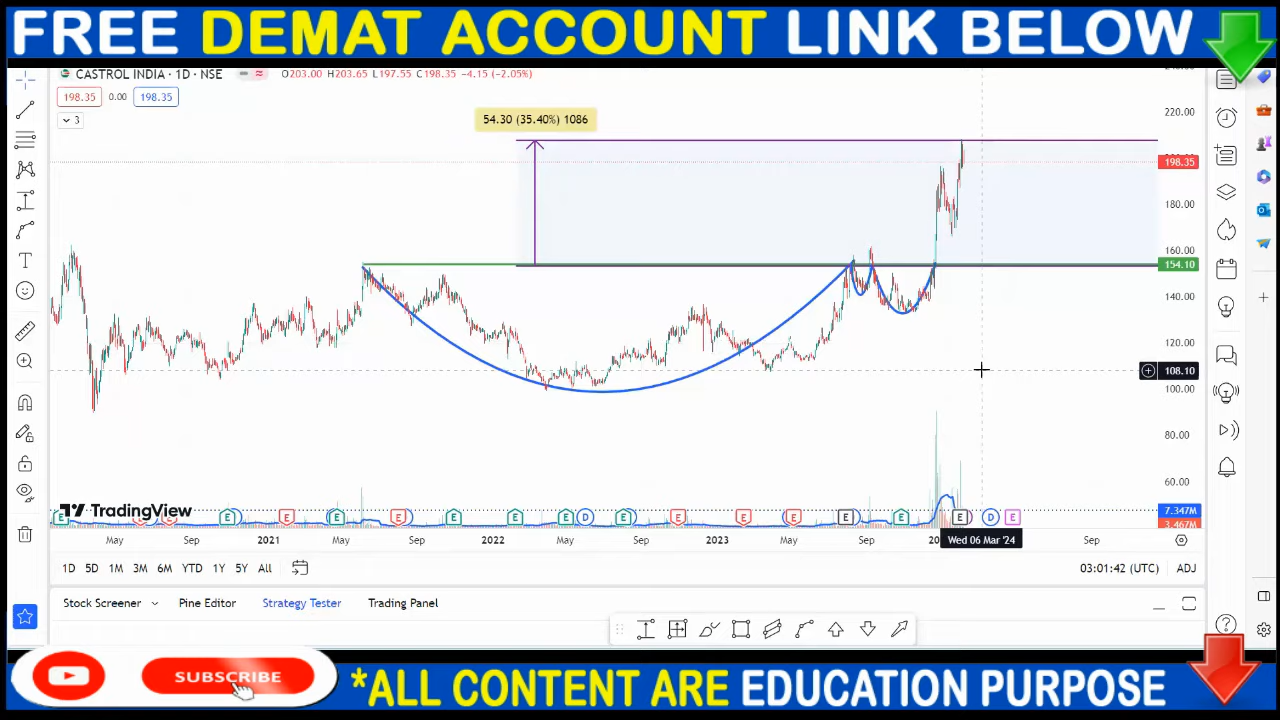 FREE DEMAT ACCOUNT LINK BELOW
CASTROL INDIA · 1D · NSE O203.00 H203.65 L197.55 C198.35 -4.15 (-2.05%)
198.35 0.00 198.35
3
54.30 (35.40%) 1086
220.00
198.35
180.00
160.00
154.10
140.00
120.00
108.10
100.00
80.00
60.00
TradingView
7.347M
3.467M
May Sep 2021 May Sep 2022 May Sep 2023 May Sep Wed 06 Mar '24 Sep
1D 5D 1M 3M 6M YTD 1Y 5Y All 03:01:42 (UTC) ADJ
Stock Screener Pine Editor Strategy Tester Trading Panel
SUBSCRIBE
*ALL CONTENT ARE EDUCATION PURPOSE